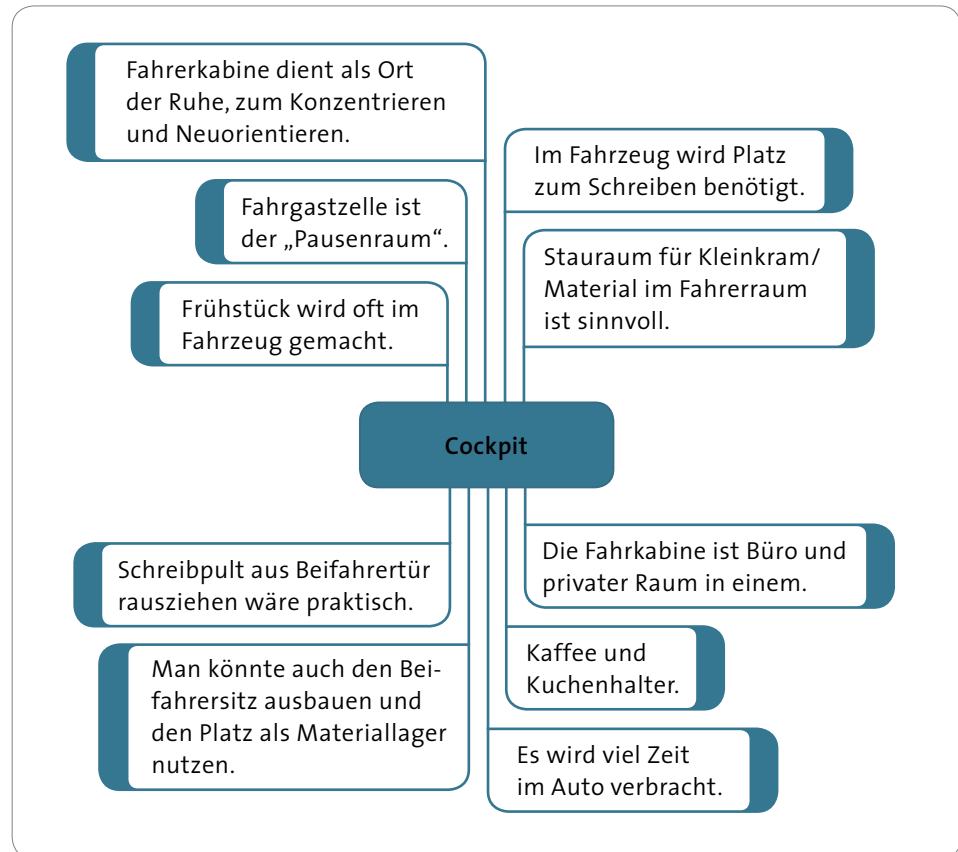 Fahrerkabine dient als Ort
der Ruhe, zum Konzentrieren
und Neuorientieren.
Im Fahrzeug wird Platz
zum Schreiben benötigt.
Fahrgastzelle ist
der „Pausenraum“.
Stauraum für Kleinkram/
Material im Fahrerraum
ist sinnvoll.
Frühstück wird oft im
Fahrzeug gemacht.
Cockpit
Schreibpult aus Beifahrertür
rausziehen wäre praktisch.
Die Fahrkabine ist Büro und
privater Raum in einem.
Man könnte auch den Bei-
fahrersitz ausbauen und
den Platz als Materiallager
nutzen.
Kaffee und
Kuchenhalter.
Es wird viel Zeit
im Auto verbracht.